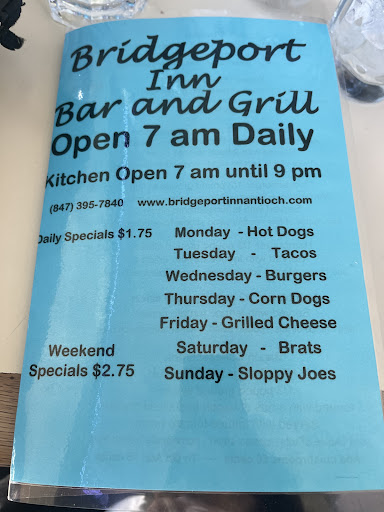 Bridgeport
Inn
Bar and Grill
Open 7 am Daily
Kitchen Open 7 am until 9 pm
(847) 395-7840 www.bridgeportinnantioch.com
Daily Specials $1.75 Monday - Hot Dogs
Tuesday - Tacos
Wednesday - Burgers
Thursday - Corn Dogs
Friday - Grilled Cheese
Weekend Saturday - Brats
Specials $2.75 Sunday - Sloppy Joes